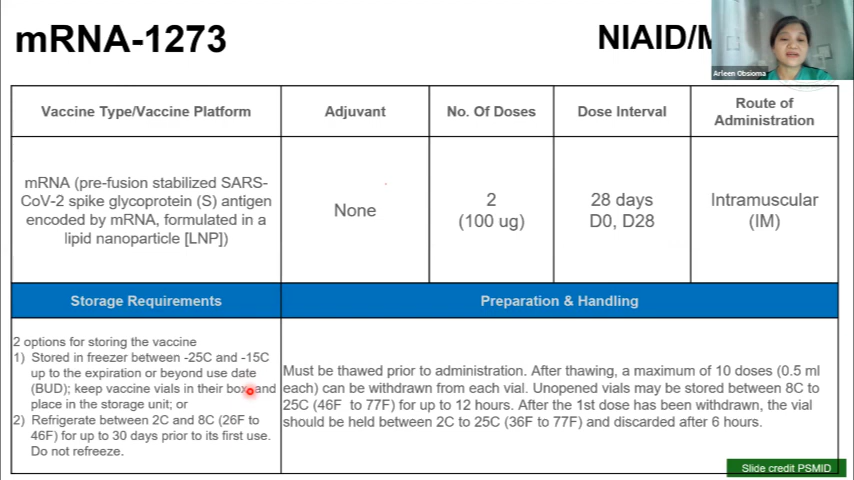 mRNA-1273
NIAID/M
Arleen Obsioma
Vaccine Type/Vaccine Platform
Adjuvant
No. Of Doses
Dose Interval
Route of
Administration
mRNA (pre-fusion stabilized SARS-
CoV-2 spike glycoprotein (S) antigen
encoded by mRNA, formulated in a
lipid nanoparticle [LNP])
None
2
(100 ug)
28 days
D0, D28
Intramuscular
(IM)
Storage Requirements
Preparation & Handling
2 options for storing the vaccine
1) Stored in freezer between -25C and -15C
up to the expiration or beyond use date
(BUD); keep vaccine vials in their box and
place in the storage unit; or
2) Refrigerate between 2C and 8C (26F to
46F) for up to 30 days prior to its first use.
Do not refreeze.
Must be thawed prior to administration. After thawing, a maximum of 10 doses (0.5 ml
each) can be withdrawn from each vial. Unopened vials may be stored between 8C to
25C (46F to 77F) for up to 12 hours. After the 1st dose has been withdrawn, the vial
should be held between 2C to 25C (36F to 77F) and discarded after 6 hours.
Slide credit PSMID